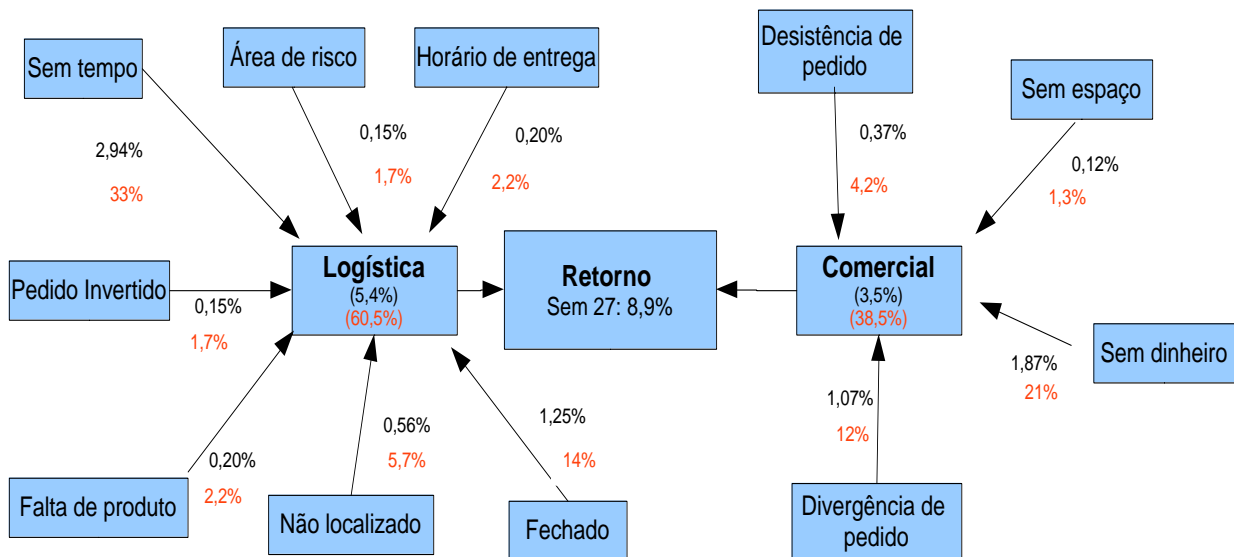 Sem tempo
Área de risco
Horário de entrega
Desistência de
pedido
Sem espaço
2,94%
33%
0,15%
1,7%
0,20%
2,2%
0,37%
4,2%
0,12%
1,3%
Pedido Invertido
0,15%
1,7%
Logística
(5,4%)
(60,5%)
Retorno
Sem 27: 8,9%
Comercial
(3,5%)
(38,5%)
Sem dinheiro
1,87%
21%
Falta de produto
0,20%
2,2%
Não localizado
0,56%
5,7%
Fechado
1,25%
14%
1,07%
12%
Divergência de
pedido